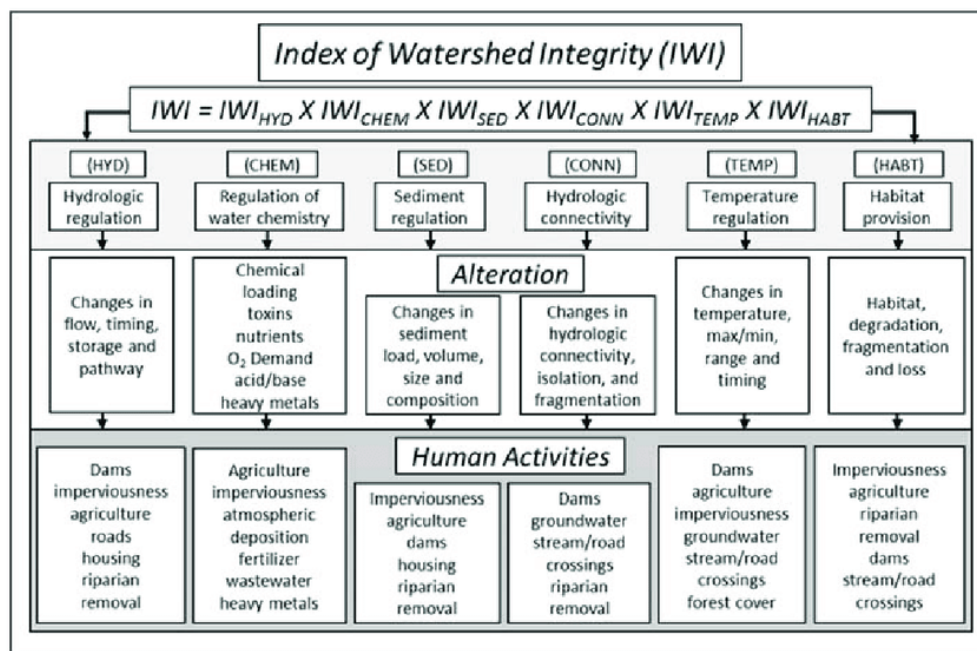 Index of Watershed Integrity (IWI)
IWI = IWI_HYD X IWI_CHEM X IWI_SED X IWI_CONN X IWI_TEMP X IWI_HABT
(HYD)
Hydrologic
regulation
(CHEM)
Regulation of
water chemistry
(SED)
Sediment
regulation
(CONN)
Hydrologic
connectivity
(TEMP)
Temperature
regulation
(HABT)
Habitat
provision
Alteration
Changes in
flow, timing,
storage and
pathway
Chemical
loading
toxins
nutrients
O₂ Demand
acid/base
heavy metals
Changes in
sediment
load, volume,
size and
composition
Changes in
hydrologic
connectivity,
isolation, and
fragmentation
Changes in
temperature,
max/min,
range and
timing
Habitat,
degradation,
fragmentation
and loss
Human Activities
Dams
imperviousness
agriculture
roads
housing
riparian
removal
Agriculture
imperviousness
atmospheric
deposition
fertilizer
wastewater
heavy metals
Imperviousness
agriculture
dams
housing
riparian
removal
Dams
groundwater
stream/road
crossings
riparian
removal
Dams
agriculture
imperviousness
groundwater
stream/road
crossings
forest cover
Imperviousness
agriculture
riparian
removal
dams
stream/road
crossings